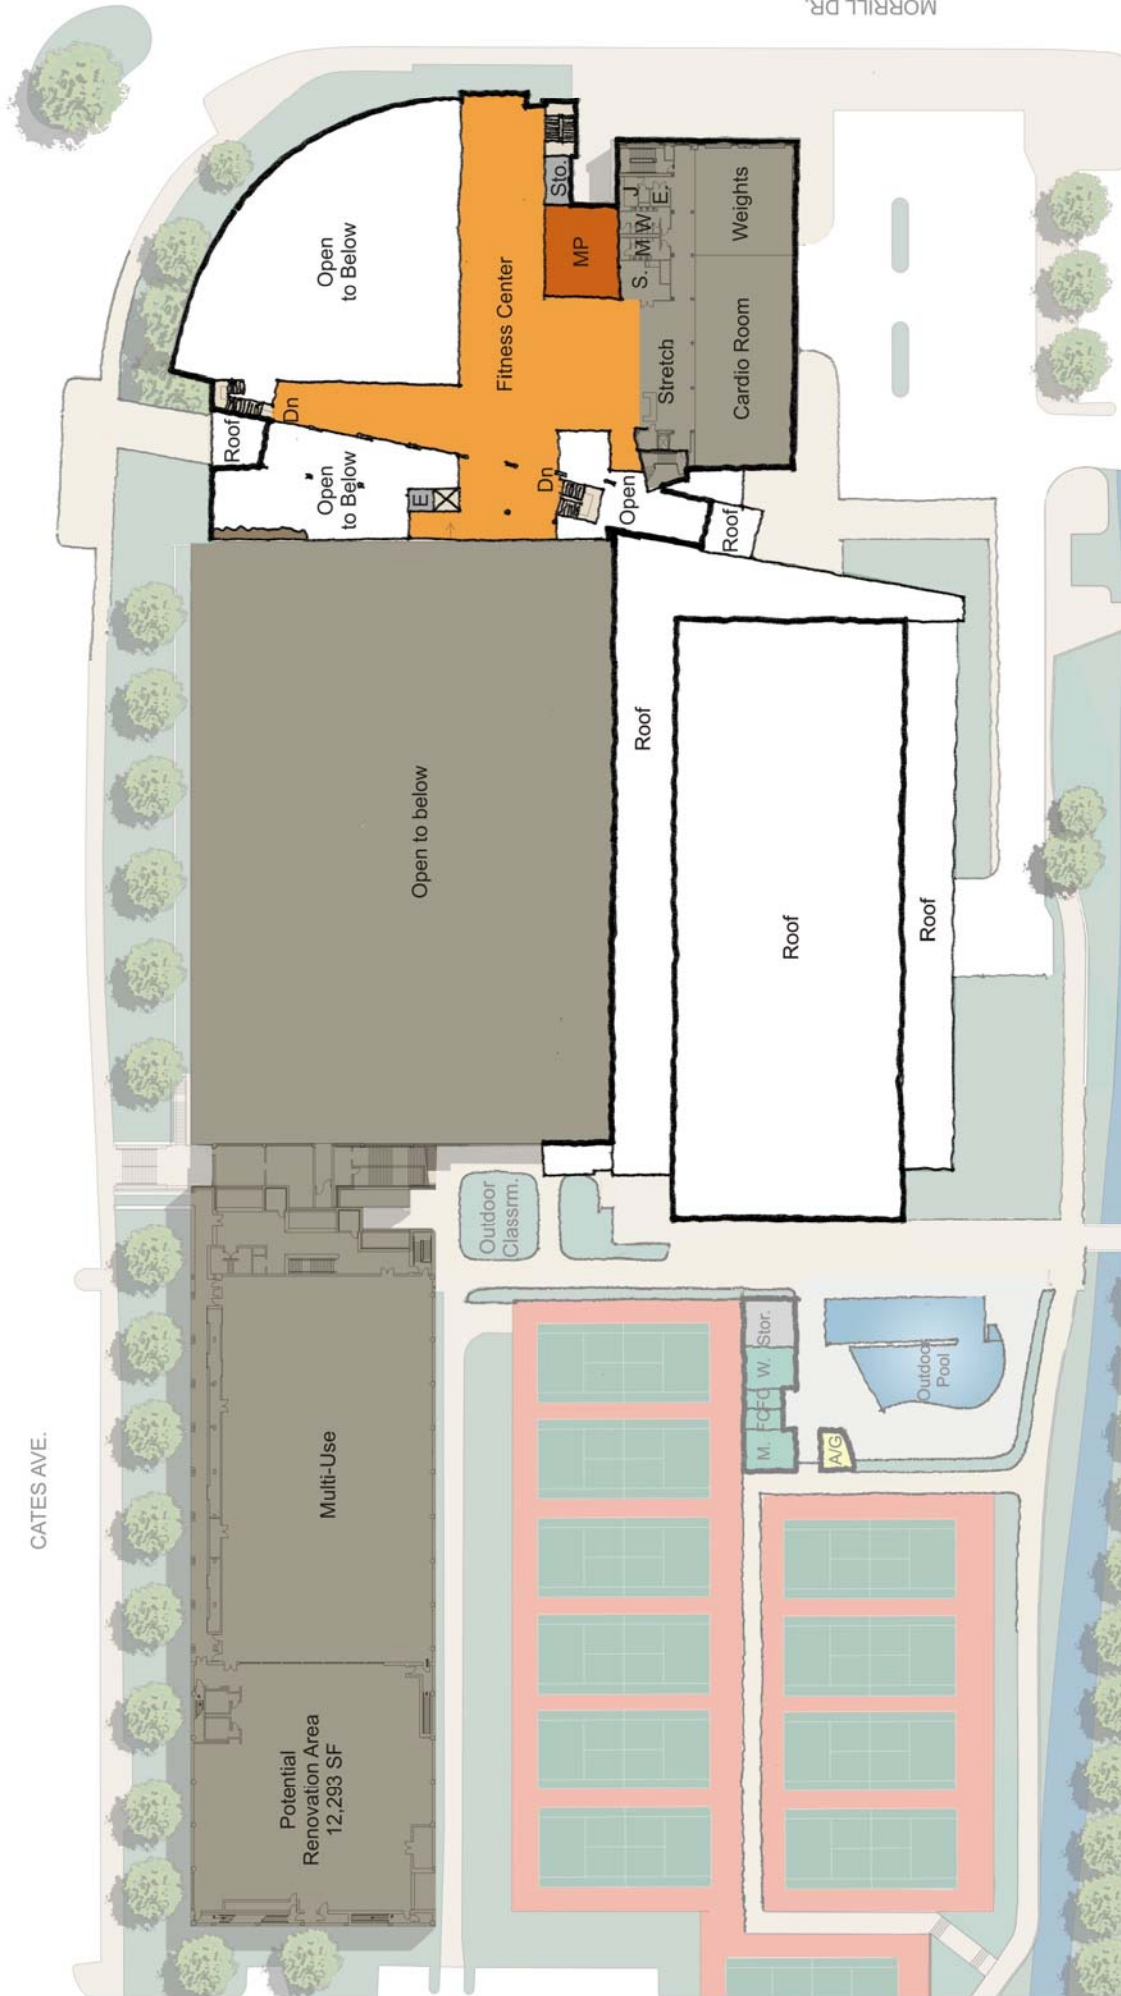 MORRILL DR.
CATES AVE.
Open
to Below
Fitness Center
Sto.
MP
J
E.
W
M
S.
Weights
Cardio Room
Stretch
Dn
Roof
Open
to Below
E
Dn
Open
Roof
Open to below
Roof
Roof
Roof
Outdoor
Classrm.
Multi-Use
Potential
Renovation Area
12,293 SF
Stor.
W.
FC
FC
M.
A/G
Outdoor
Pool